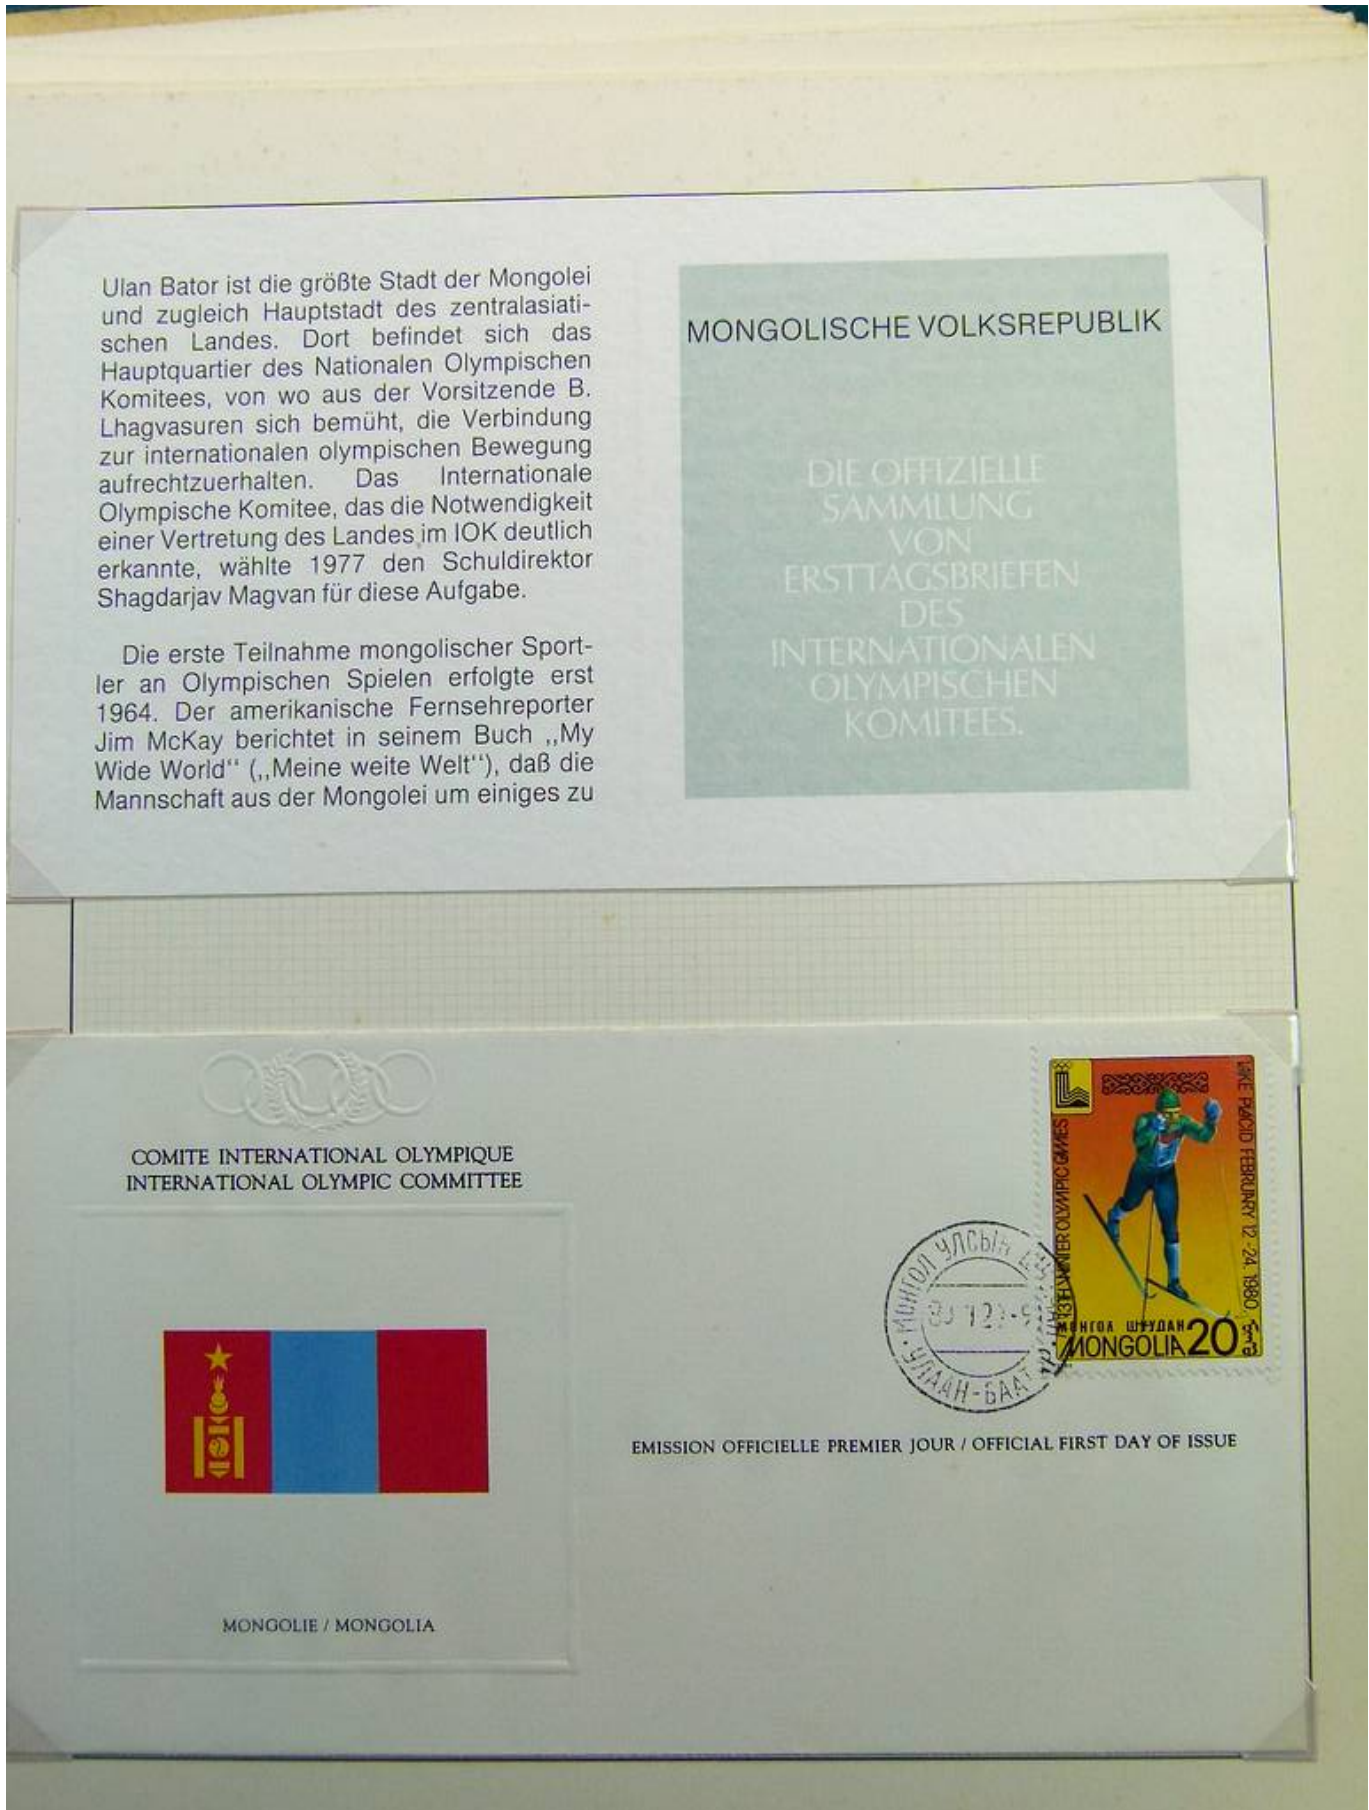 Ulan Bator ist die größte Stadt der Mongolei
und zugleich Hauptstadt des zentralasiati-
schen Landes. Dort befindet sich das
Hauptquartier des Nationalen Olympischen
Komitees, von wo aus der Vorsitzende B.
Lhagvasuren sich bemüht, die Verbindung
zur internationalen olympischen Bewegung
aufrechtzuerhalten. Das Internationale
Olympische Komitee, das die Notwendigkeit
einer Vertretung des Landes im IOK deutlich
erkannte, wählte 1977 den Schuldirektor
Shagdarjav Magvan für diese Aufgabe.
Die erste Teilnahme mongolischer Sport-
ler an Olympischen Spielen erfolgte erst
1964. Der amerikanische Fernsehreporter
Jim McKay berichtet in seinem Buch ,,My
Wide World‘‘ (,,Meine weite Welt‘‘), daß die
Mannschaft aus der Mongolei um einiges zu
MONGOLISCHE VOLKSREPUBLIK
DIE OFFIZIELLE
SAMMLUNG
VON
ERSTTAGSBRIEFEN
DES
INTERNATIONALEN
OLYMPISCHEN
KOMITEES.
COMITE INTERNATIONAL OLYMPIQUE
INTERNATIONAL OLYMPIC COMMITTEE
MONGOLIE / MONGOLIA
13TH WINTER OLYMPIC GAMES
LAKE PLACID FEBRUARY 12-24, 1980.
МОНГОЛ ШУУДАН
MONGOLIA 20
МОНГОЛ УЛСЫН
УЛААН-БААТ
EMISSION OFFICIELLE PREMIER JOUR / OFFICIAL FIRST DAY OF ISSUE